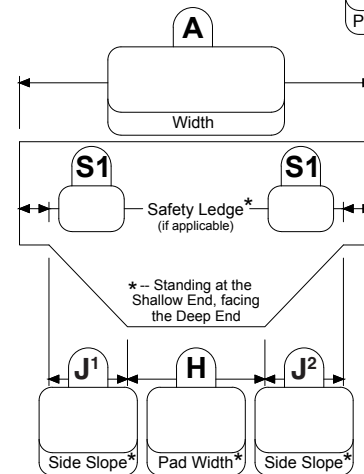 P
A
Width
S1 S1
Safety Ledge*
(if applicable)
* -- Standing at the
Shallow End, facing
the Deep End
J¹ H J²
Side Slope* Pad Width* Side Slope*